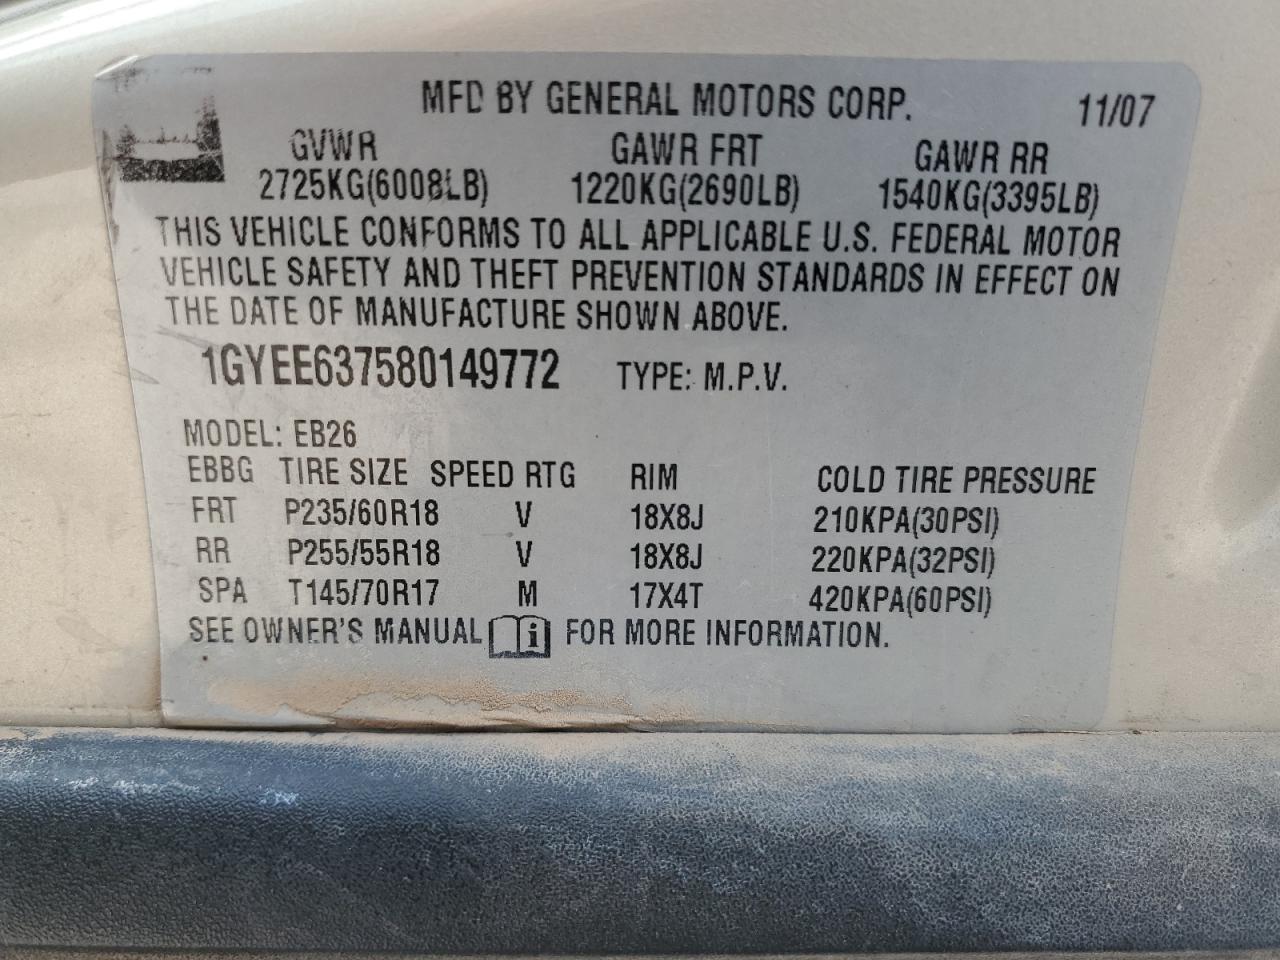 MFD BY GENERAL MOTORS CORP. 11/07
GVWR GAWR FRT GAWR RR
2725KG(6008LB) 1220KG(2690LB) 1540KG(3395LB)
THIS VEHICLE CONFORMS TO ALL APPLICABLE U.S. FEDERAL MOTOR
VEHICLE SAFETY AND THEFT PREVENTION STANDARDS IN EFFECT ON
THE DATE OF MANUFACTURE SHOWN ABOVE.
1GYEE637580149772 TYPE: M.P.V.
MODEL: EB26
EBBG TIRE SIZE SPEED RTG RIM COLD TIRE PRESSURE
FRT P235/60R18 V 18X8J 210KPA(30PSI)
RR P255/55R18 V 18X8J 220KPA(32PSI)
SPA T145/70R17 M 17X4T 420KPA(60PSI)
SEE OWNER'S MANUAL i FOR MORE INFORMATION.